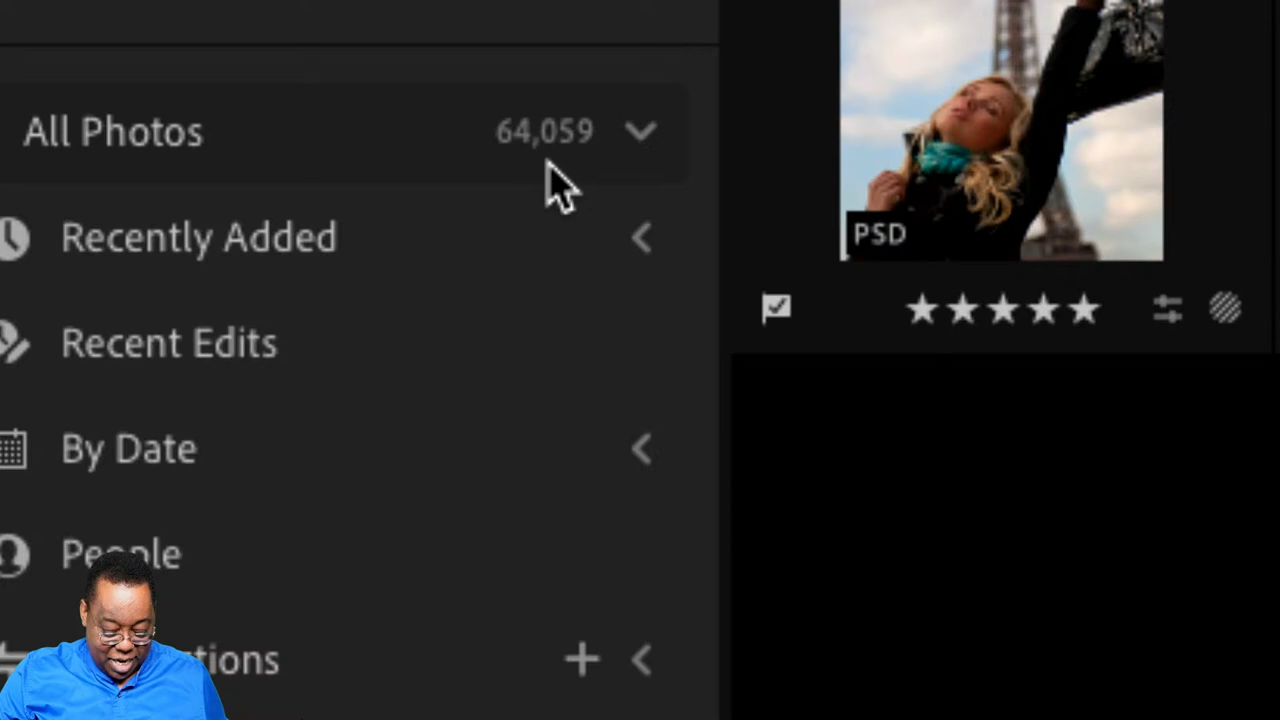 All Photos 64,059
Recently Added
Recent Edits
By Date
People
PSD